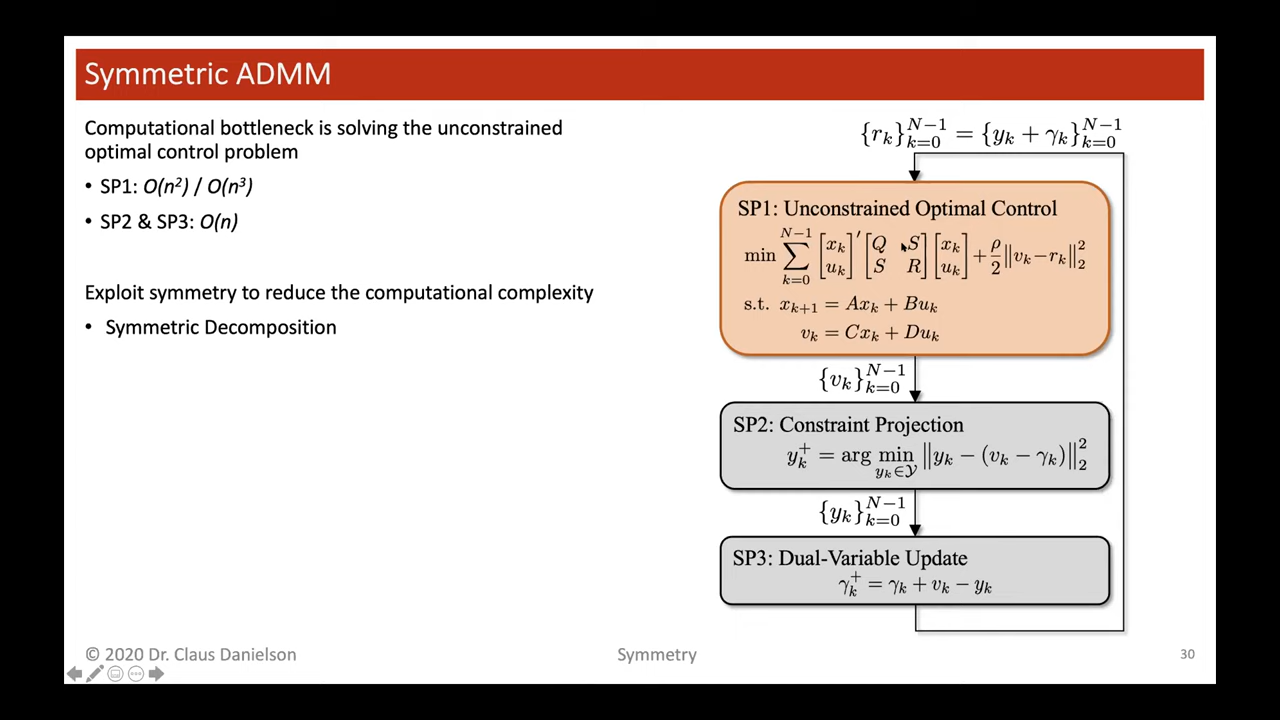 Symmetric ADMM
Computational bottleneck is solving the unconstrained
optimal control problem
• SP1: O(n²) / O(n³)
• SP2 & SP3: O(n)
Exploit symmetry to reduce the computational complexity
• Symmetric Decomposition
{r_k}_{k=0}^{N−1} = {y_k + γ_k}_{k=0}^{N−1}
SP1: Unconstrained Optimal Control
min ∑_{k=0}^{N−1} [x_k; u_k]′ [Q S; S R] [x_k; u_k] + ρ/2 ‖v_k − r_k‖₂²
s.t. x_{k+1} = Ax_k + Bu_k
v_k = Cx_k + Du_k
{v_k}_{k=0}^{N−1}
SP2: Constraint Projection
y_k^+ = arg min_{y_k∈𝒴} ‖y_k − (v_k − γ_k)‖₂²
{y_k}_{k=0}^{N−1}
SP3: Dual-Variable Update
γ_k^+ = γ_k + v_k − y_k
© 2020 Dr. Claus Danielson
Symmetry
30